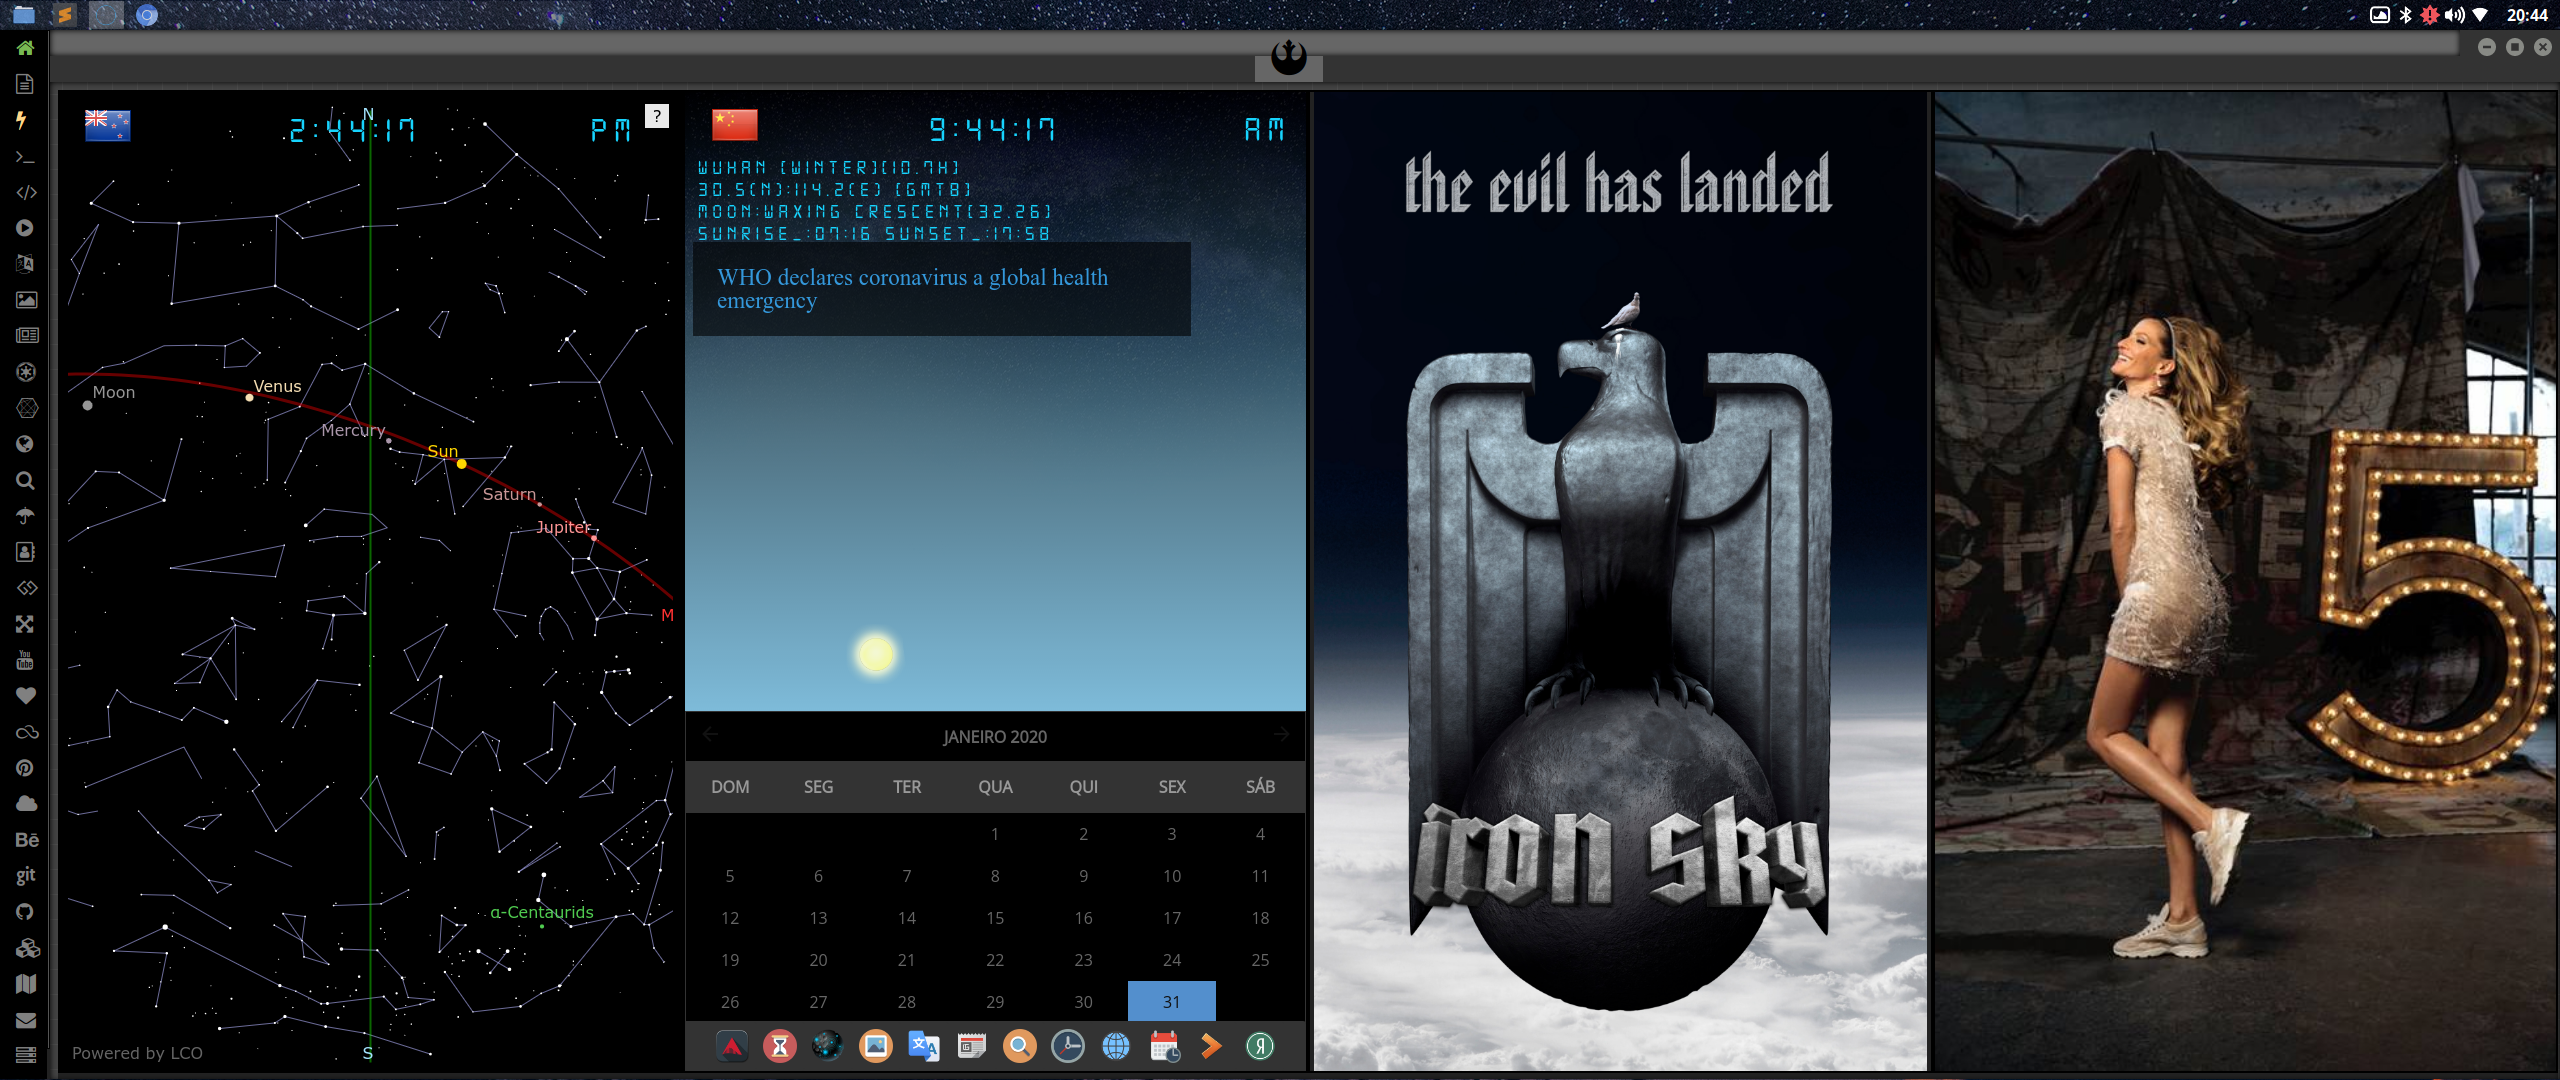 20:44
N
2:44:17 PM
?
Moon
Venus
Mercury
Sun
Saturn
Jupiter
M
α-Centaurids
Powered by LCO
S
You
Tube
Bē
git
9:44:17 AM
WUHAN [WINTER][10.7H]
30.5(N):114.2(E) [GMT8]
MOON:WAXING CRESCENT[32.26]
SUNRISE_:07:16 SUNSET_:17:58
WHO declares coronavirus a global health
emergency
JANEIRO 2020
DOM SEG TER QUA QUI SEX SÁB
1 2 3 4
5 6 7 8 9 10 11
12 13 14 15 16 17 18
19 20 21 22 23 24 25
26 27 28 29 30 31
the evil has landed
iron sky
5